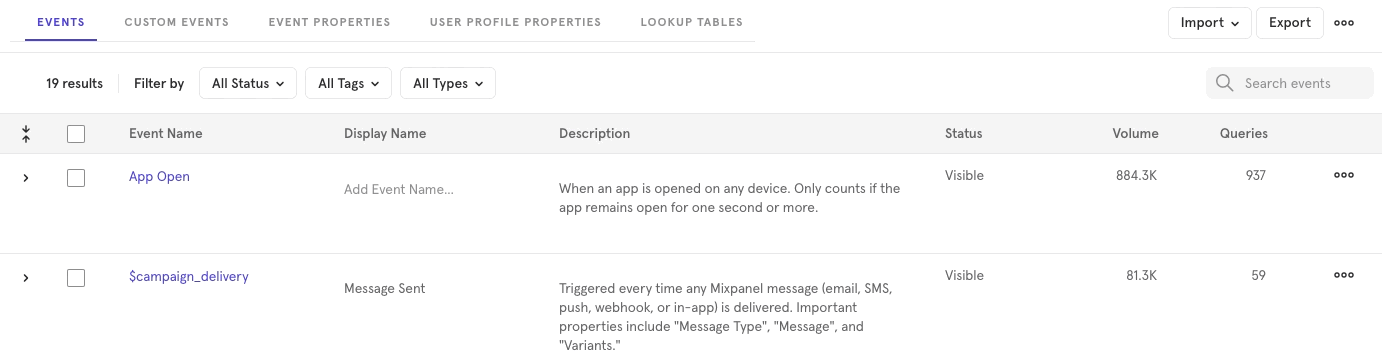 EVENTS CUSTOM EVENTS EVENT PROPERTIES USER PROFILE PROPERTIES LOOKUP TABLES Import Export
19 results Filter by All Status All Tags All Types Search events
Event Name Display Name Description Status Volume Queries
App Open Visible 884.3K 937
Add Event Name... When an app is opened on any device. Only counts if the
app remains open for one second or more.
$campaign_delivery Visible 81.3K 59
Message Sent Triggered every time any Mixpanel message (email, SMS,
push, webhook, or in-app) is delivered. Important
properties include "Message Type", "Message", and
"Variants."